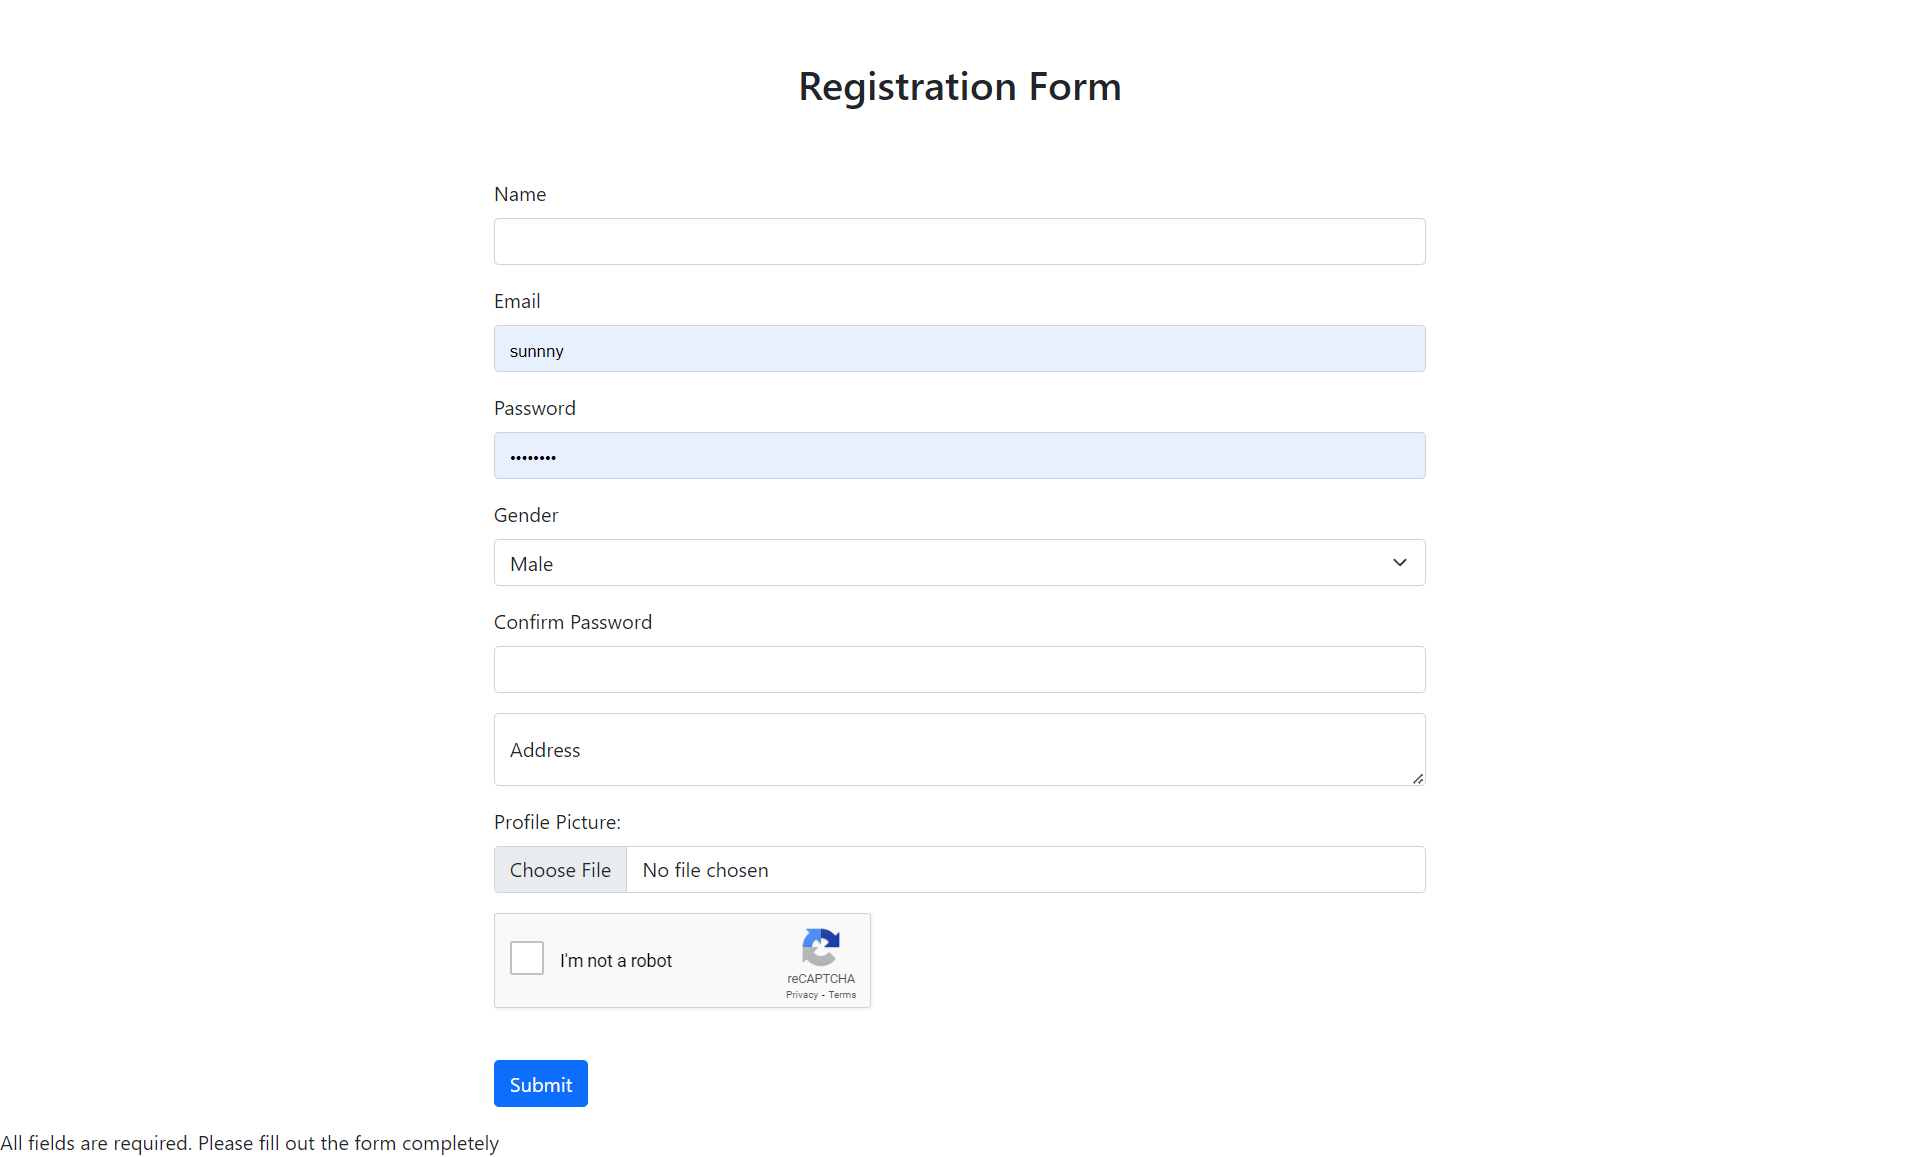 Registration Form
Name
Email
sunnny
Password
••••••••
Gender
Male
Confirm Password
Address
Profile Picture:
Choose File No file chosen
I'm not a robot
reCAPTCHA
Privacy - Terms
Submit
All fields are required. Please fill out the form completely